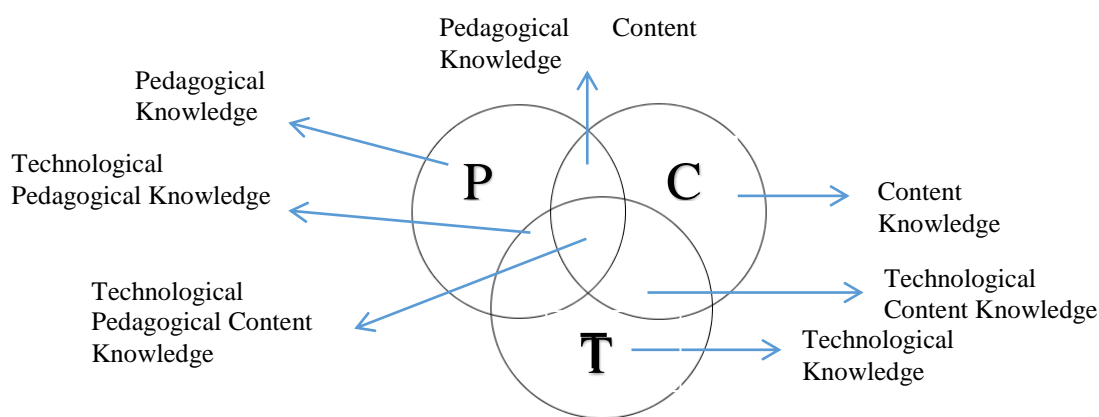 Pedagogical Content
Knowledge
Pedagogical
Knowledge
Technological
Pedagogical Knowledge
P
C
Content
Knowledge
Technological
Pedagogical Content
Knowledge
Technological
Content Knowledge
T
Technological
Knowledge